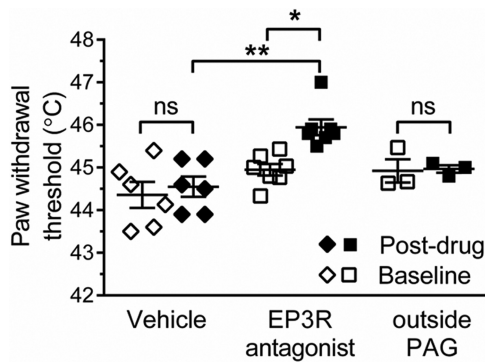 *
**
ns
ns
48
47
46
45
44
43
42
Paw withdrawal
threshold (°C)
Post-drug
Baseline
Vehicle
EP3R
antagonist
outside
PAG